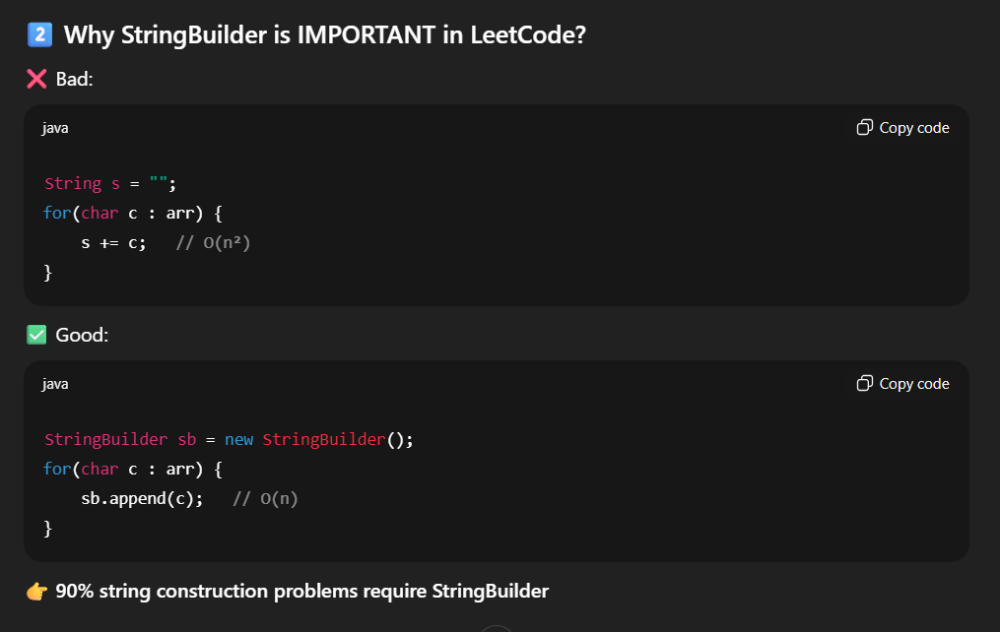 2️⃣ Why StringBuilder is IMPORTANT in LeetCode?
❌ Bad:
java Copy code
String s = "";
for(char c : arr) {
    s += c;   // O(n²)
}
✅ Good:
java Copy code
StringBuilder sb = new StringBuilder();
for(char c : arr) {
    sb.append(c);   // O(n)
}
👉 90% string construction problems require StringBuilder